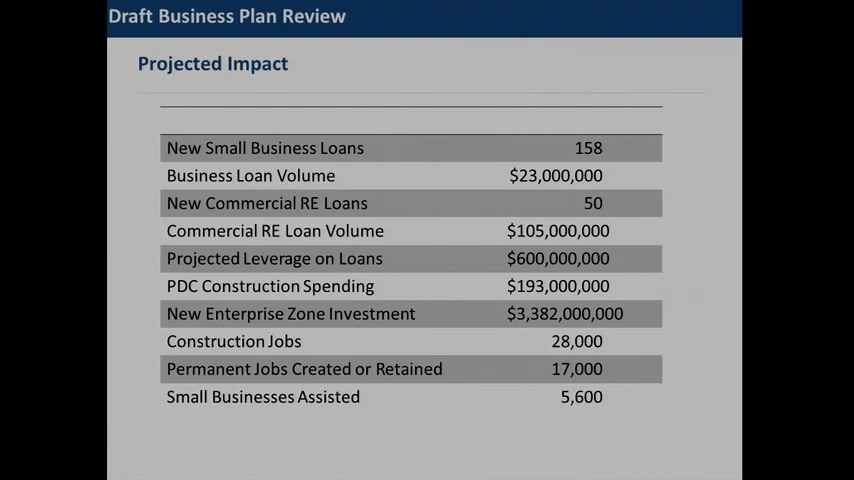 Draft Business Plan Review
Projected Impact
New Small Business Loans 158
Business Loan Volume $23,000,000
New Commercial RE Loans 50
Commercial RE Loan Volume $105,000,000
Projected Leverage on Loans $600,000,000
PDC Construction Spending $193,000,000
New Enterprise Zone Investment $3,382,000,000
Construction Jobs 28,000
Permanent Jobs Created or Retained 17,000
Small Businesses Assisted 5,600